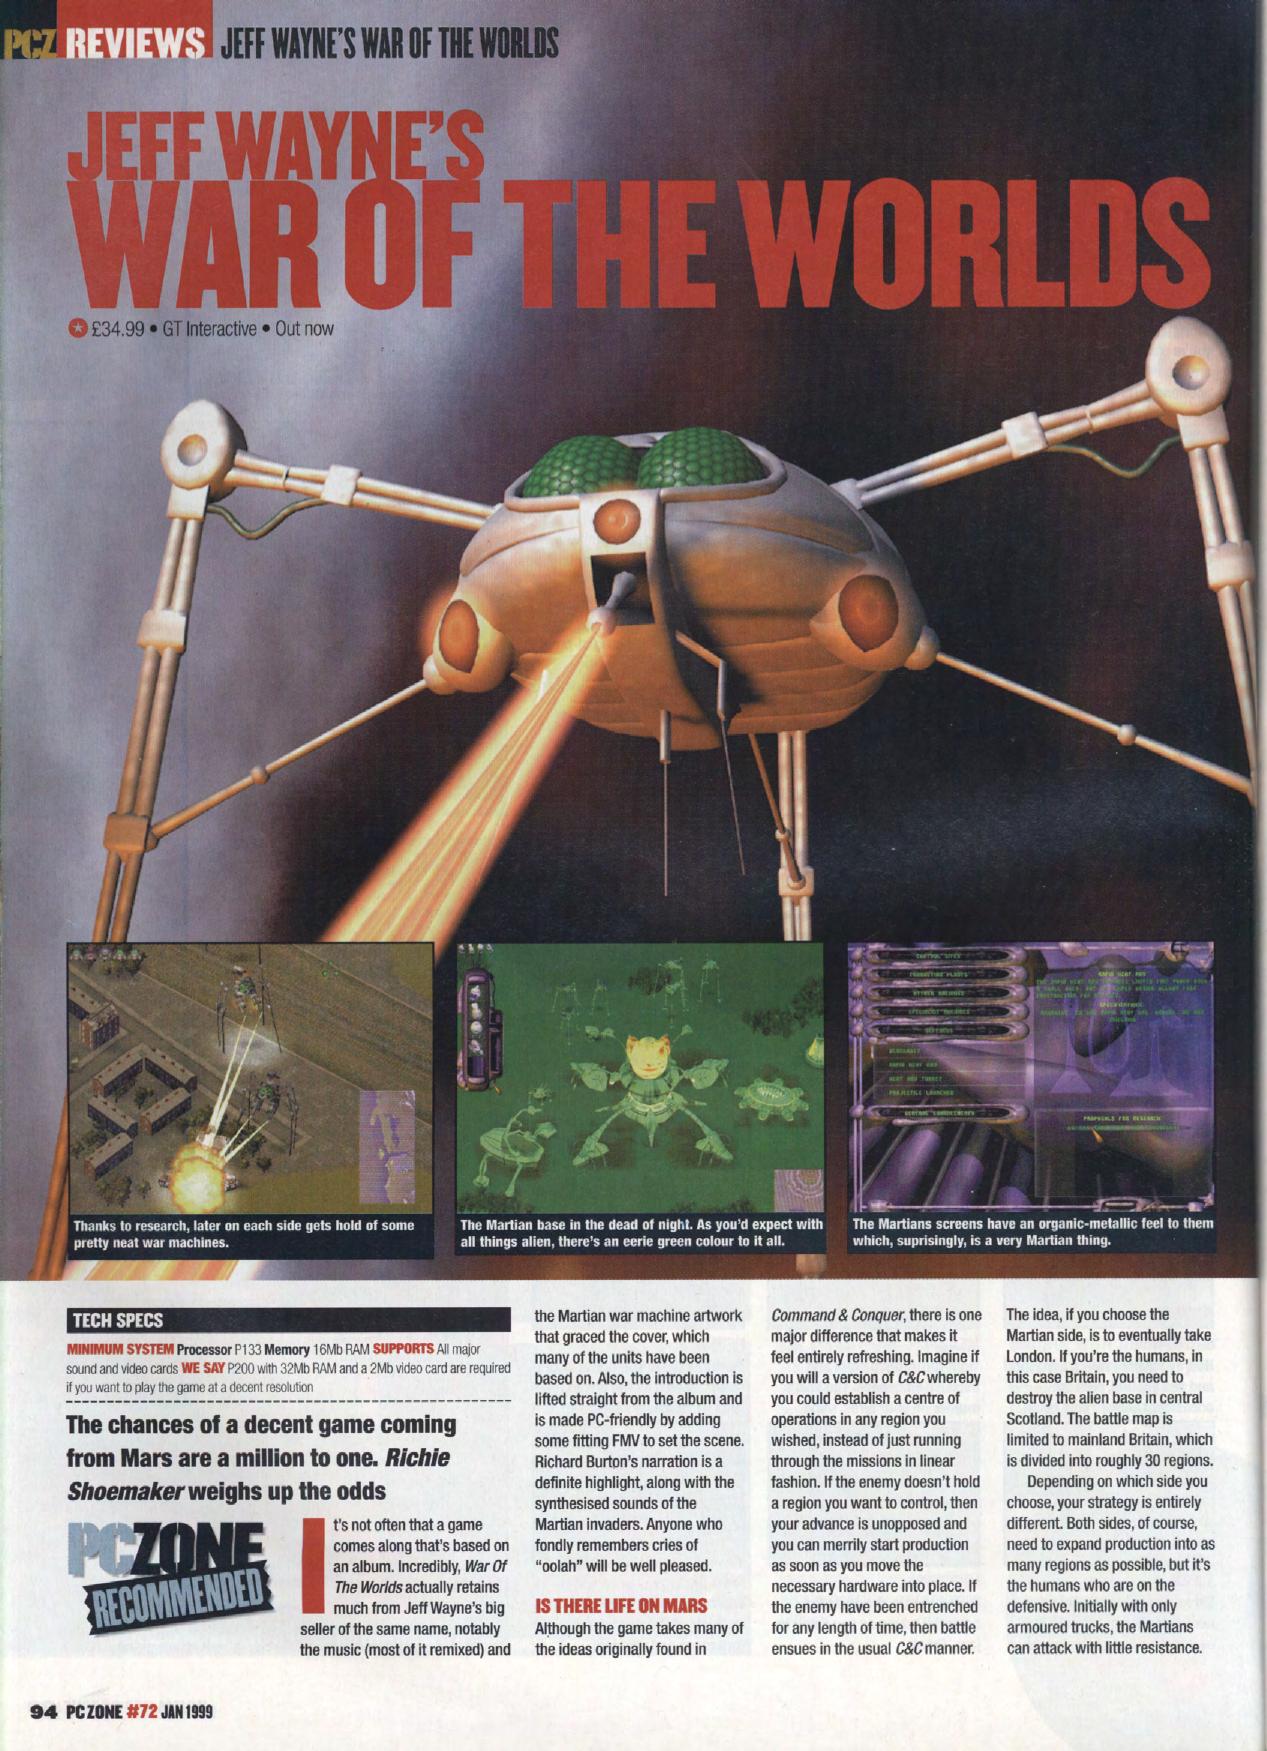 PCZ REVIEWS JEFF WAYNE'S WAR OF THE WORLDS
JEFF WAYNE'S
WAR OF THE WORLDS
£34.99 • GT Interactive • Out now
CONTROL SITES
ATTACK MACHINES
PROJECTILE LAUNCHER
PROPOSALS FOR RESEARCH
Thanks to research, later on each side gets hold of some
pretty neat war machines.
The Martian base in the dead of night. As you'd expect with
all things alien, there's an eerie green colour to it all.
The Martians screens have an organic-metallic feel to them
which, suprisingly, is a very Martian thing.
TECH SPECS
MINIMUM SYSTEM Processor P133 Memory 16Mb RAM SUPPORTS All major
sound and video cards WE SAY P200 with 32Mb RAM and a 2Mb video card are required
if you want to play the game at a decent resolution
The chances of a decent game coming
from Mars are a million to one. Richie
Shoemaker weighs up the odds
PCZONE
RECOMMENDED
It's not often that a game
comes along that's based on
an album. Incredibly, War Of
The Worlds actually retains
much from Jeff Wayne's big
seller of the same name, notably
the music (most of it remixed) and
the Martian war machine artwork
that graced the cover, which
many of the units have been
based on. Also, the introduction is
lifted straight from the album and
is made PC-friendly by adding
some fitting FMV to set the scene.
Richard Burton's narration is a
definite highlight, along with the
synthesised sounds of the
Martian invaders. Anyone who
fondly remembers cries of
"oolah" will be well pleased.
IS THERE LIFE ON MARS
Although the game takes many of
the ideas originally found in
Command & Conquer, there is one
major difference that makes it
feel entirely refreshing. Imagine if
you will a version of C&C whereby
you could establish a centre of
operations in any region you
wished, instead of just running
through the missions in linear
fashion. If the enemy doesn't hold
a region you want to control, then
your advance is unopposed and
you can merrily start production
as soon as you move the
necessary hardware into place. If
the enemy have been entrenched
for any length of time, then battle
ensues in the usual C&C manner.
The idea, if you choose the
Martian side, is to eventually take
London. If you're the humans, in
this case Britain, you need to
destroy the alien base in central
Scotland. The battle map is
limited to mainland Britain, which
is divided into roughly 30 regions.
Depending on which side you
choose, your strategy is entirely
different. Both sides, of course,
need to expand production into as
many regions as possible, but it's
the humans who are on the
defensive. Initially with only
armoured trucks, the Martians
can attack with little resistance.
94 PC ZONE #72 JAN 1999